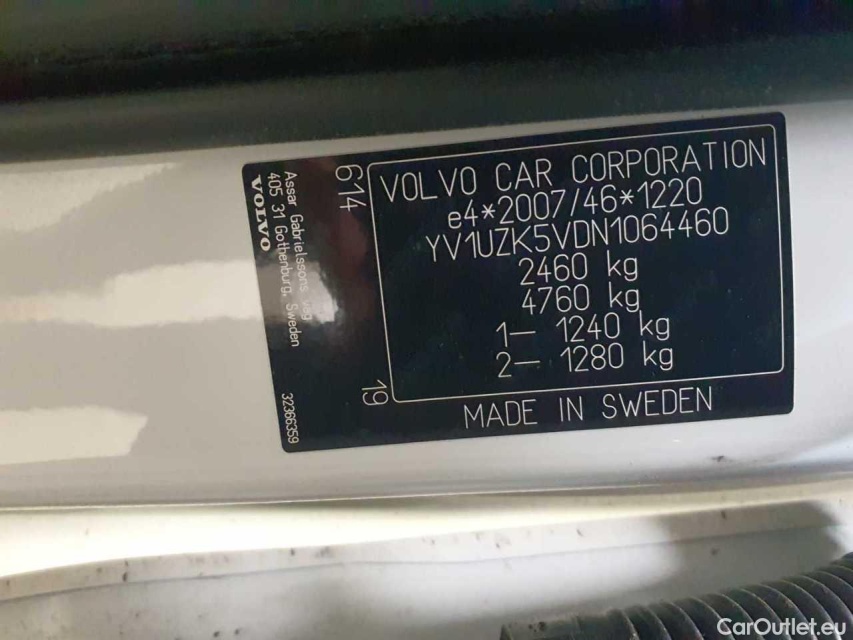 VOLVO CAR CORPORATION
e4*2007/46*1220
YV1UZK5VDN1064460
2460 kg
4760 kg
1– 1240 kg
2– 1280 kg
MADE IN SWEDEN
614
19
Assar Gabrielssons väg
405 31 Gothenburg, Sweden
VOLVO
32366359
CarOutlet.eu